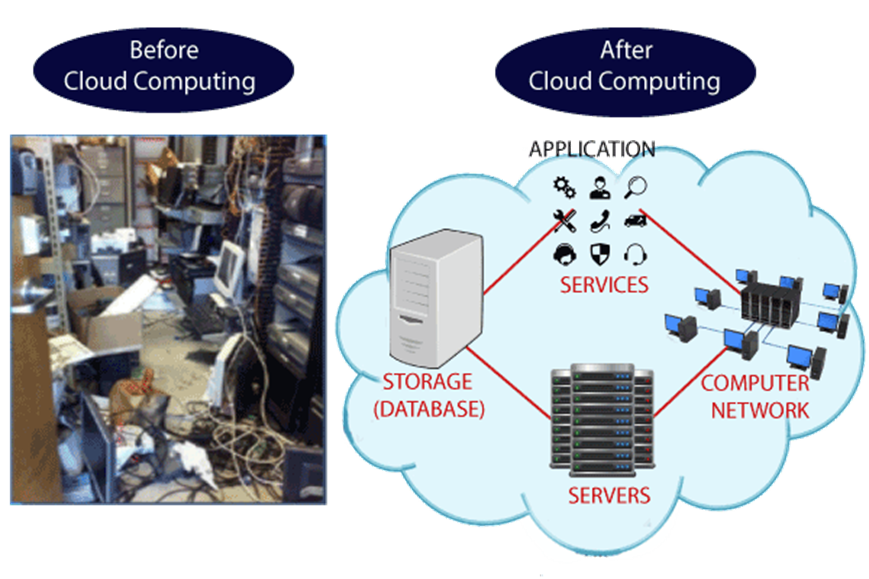 Before
Cloud Computing
After
Cloud Computing
APPLICATION
SERVICES
STORAGE
(DATABASE)
COMPUTER
NETWORK
SERVERS